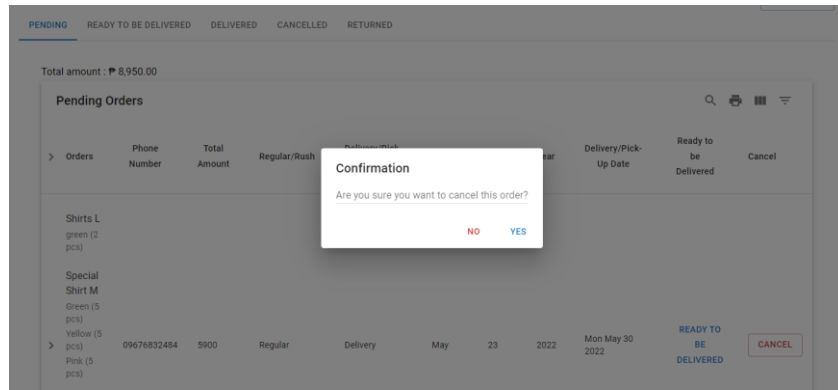 PENDING READY TO BE DELIVERED DELIVERED CANCELLED RETURNED
Total amount : ₱ 8,950.00
Pending Orders
Orders
Phone
Number
Total
Amount
Regular/Rush
Delivery/Pick-
Up Date
Ready to
be
Delivered
Cancel
Confirmation
Are you sure you want to cancel this order?
NO YES
Shirts L
green (2
pcs)
Special
Shirt M
Green (5
pcs)
Yellow (5
pcs)
Pink (5
pcs)
09676832484 5900 Regular Delivery May 23 2022
Mon May 30
2022
READY TO
BE
DELIVERED
CANCEL